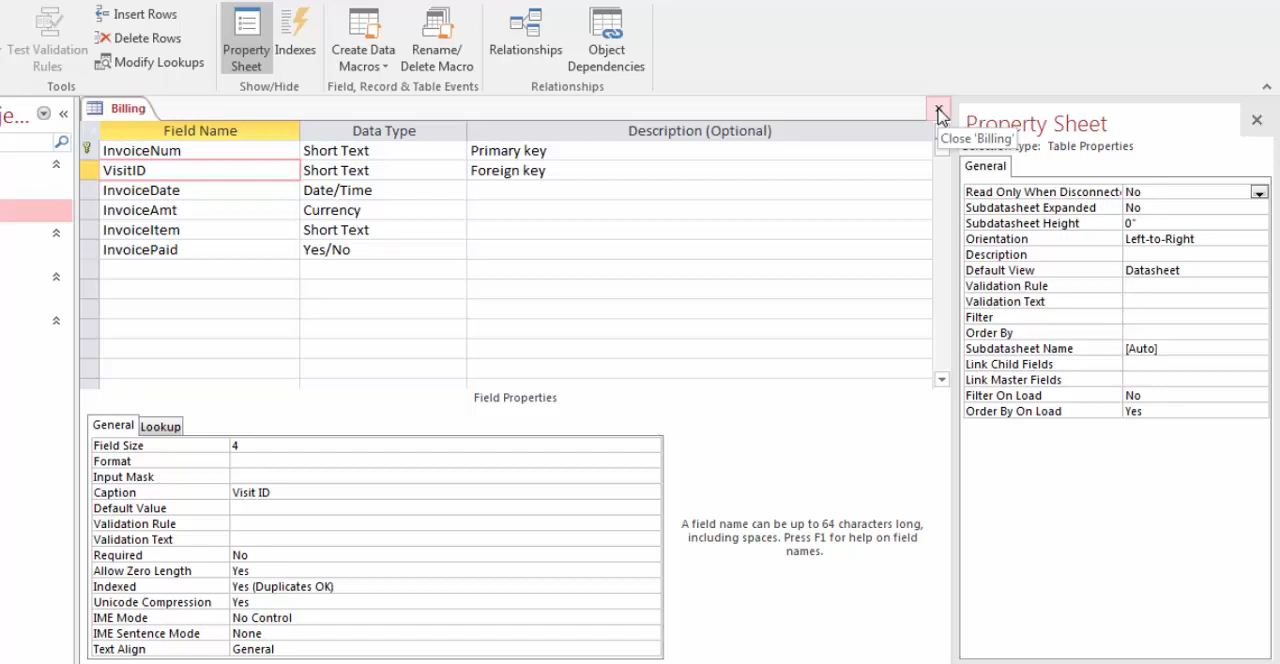 Test Validation Rules
Insert Rows
Delete Rows
Modify Lookups
Tools
Property Sheet
Indexes
Show/Hide
Create Data Macros
Rename/ Delete Macro
Field, Record & Table Events
Relationships
Object Dependencies
Relationships
je... «
Billing
Close 'Billing'
Field Name Data Type Description (Optional)
InvoiceNum Short Text Primary key
VisitID Short Text Foreign key
InvoiceDate Date/Time
InvoiceAmt Currency
InvoiceItem Short Text
InvoicePaid Yes/No
Field Properties
General Lookup
Field Size 4
Format
Input Mask
Caption Visit ID
Default Value
Validation Rule
Validation Text
Required No
Allow Zero Length Yes
Indexed Yes (Duplicates OK)
Unicode Compression Yes
IME Mode No Control
IME Sentence Mode None
Text Align General
A field name can be up to 64 characters long,
including spaces. Press F1 for help on field
names.
Property Sheet
ype: Table Properties
General
Read Only When Disconnect No
Subdatasheet Expanded No
Subdatasheet Height 0"
Orientation Left-to-Right
Description
Default View Datasheet
Validation Rule
Validation Text
Filter
Order By
Subdatasheet Name [Auto]
Link Child Fields
Link Master Fields
Filter On Load No
Order By On Load Yes